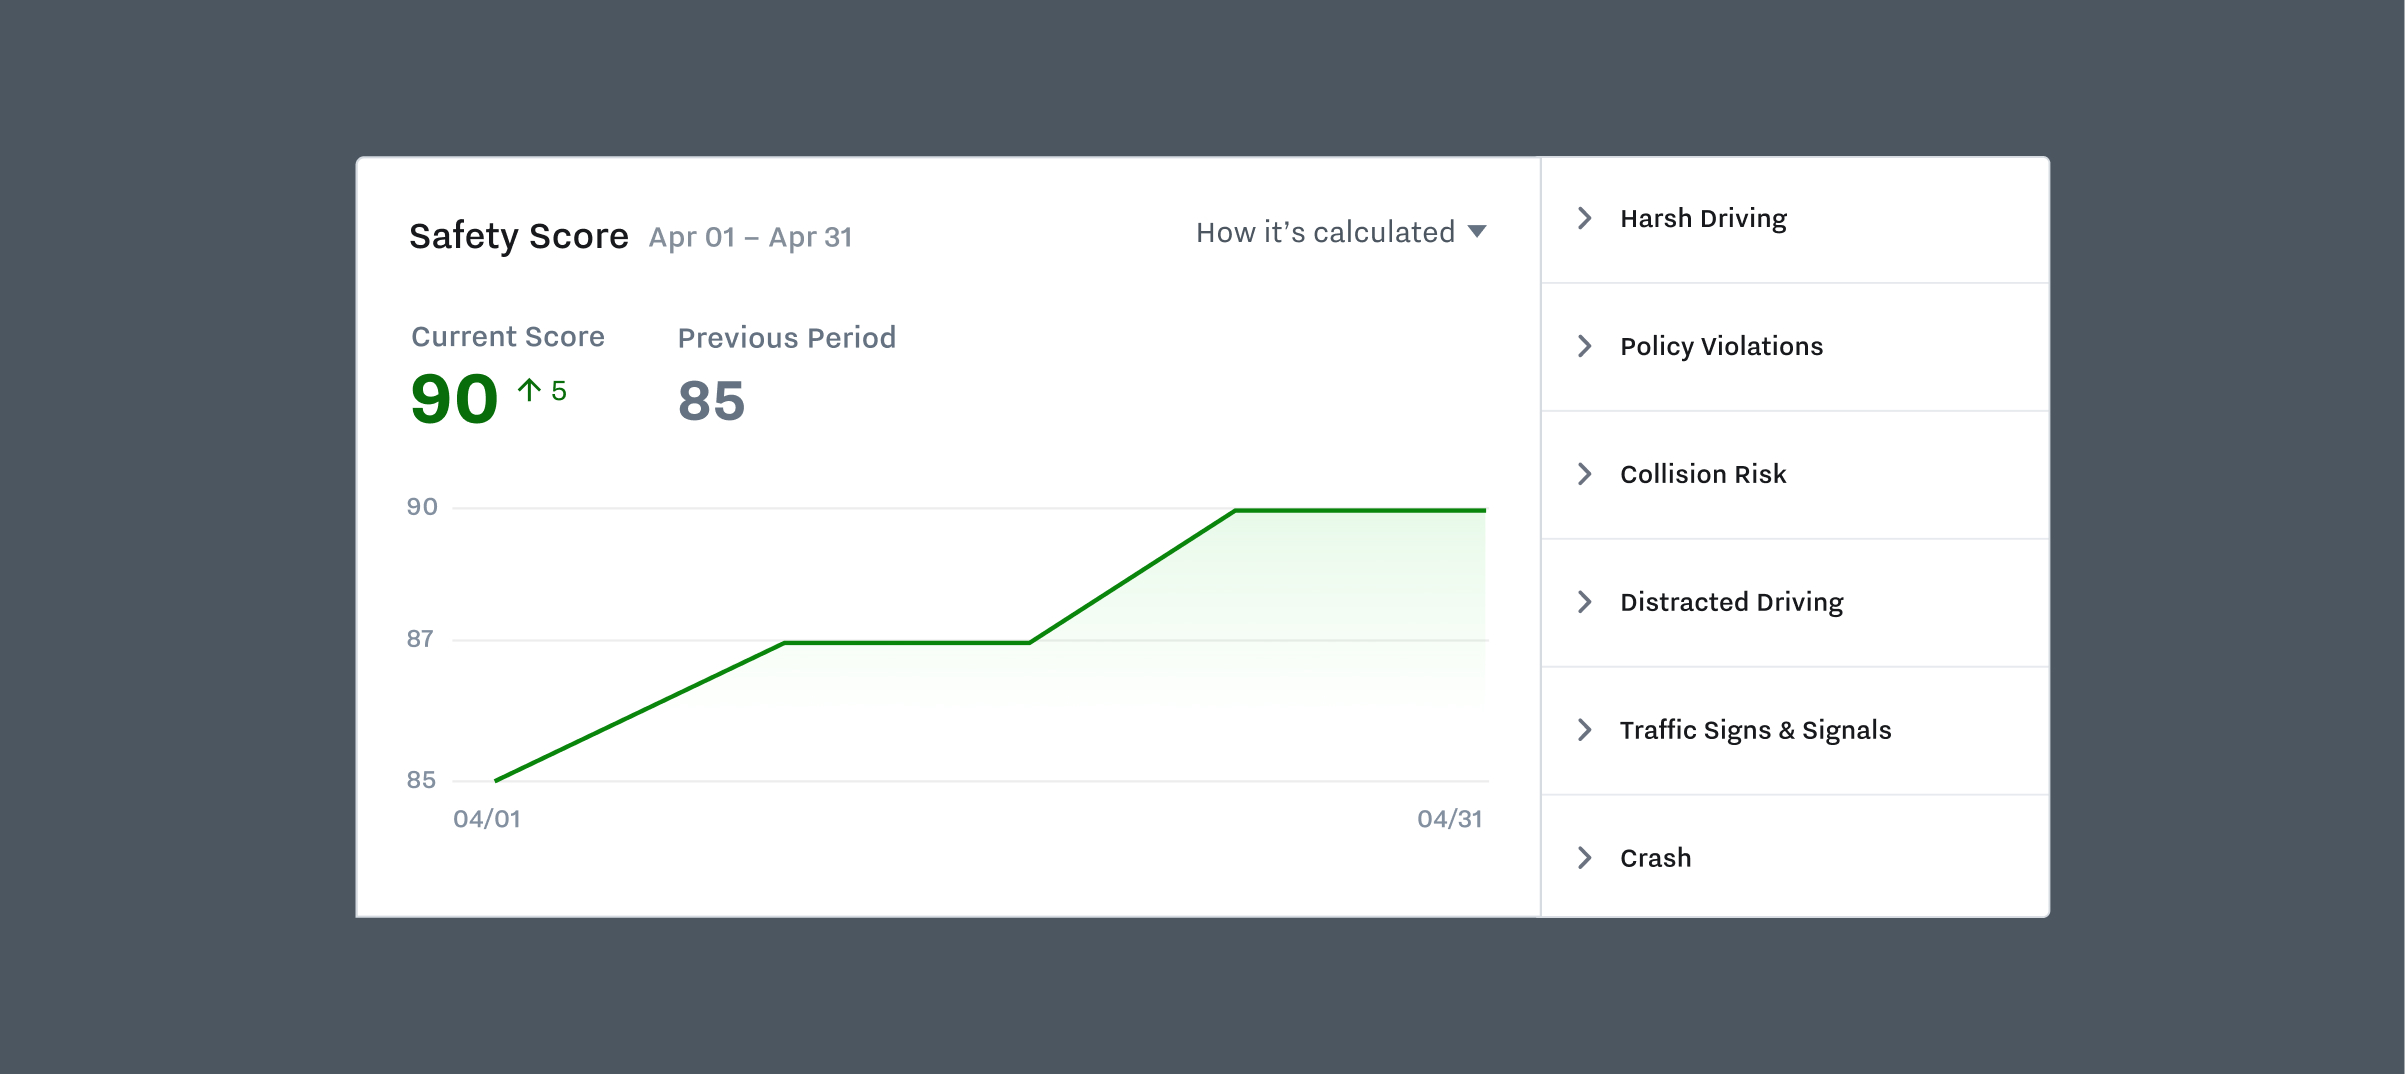 Safety Score Apr 01 – Apr 31
How it’s calculated
Current Score
90 ↑ 5
Previous Period
85
90
87
85
04/01
04/31
Harsh Driving
Policy Violations
Collision Risk
Distracted Driving
Traffic Signs & Signals
Crash